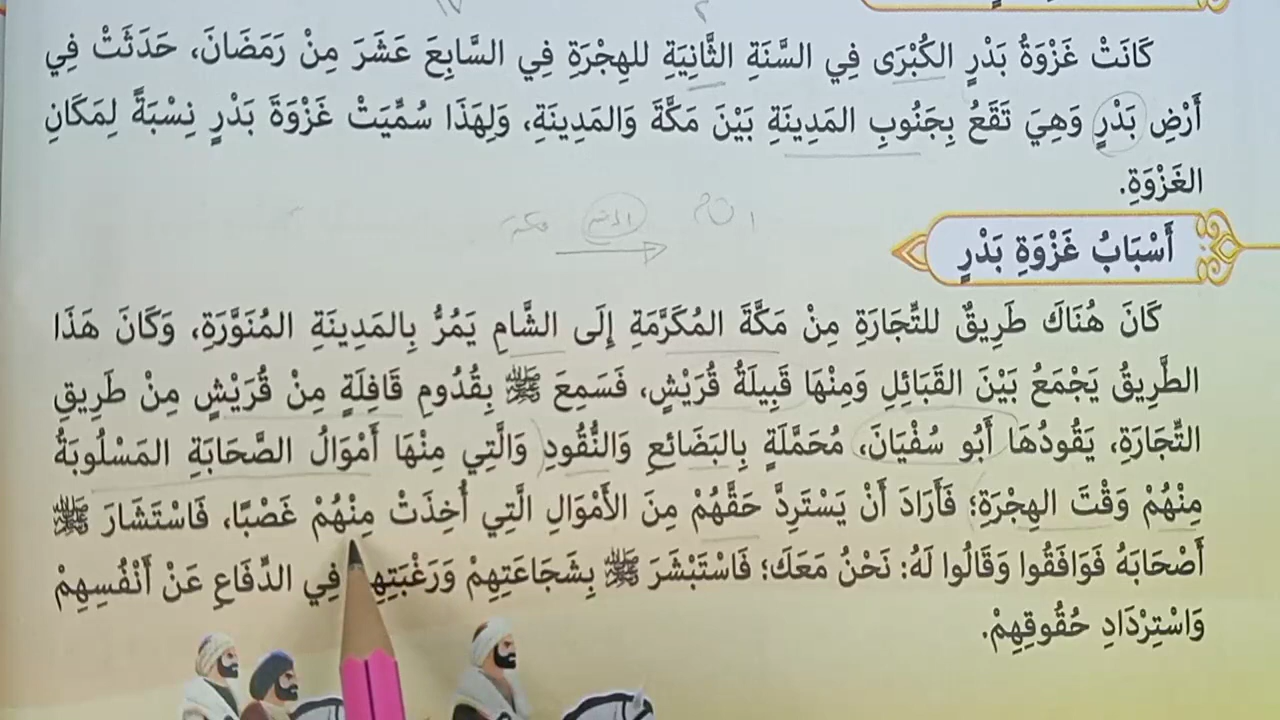 ٢
كَانَتْ غَزْوَةُ بَدْرٍ الكُبْرَى فِي السَّنَةِ الثَّانِيَةِ للهِجْرَةِ فِي السَّابِعَ عَشَرَ مِنْ رَمَضَانَ، حَدَثَتْ فِي
أَرْضِ بَدْرٍ وَهِيَ تَقَعُ بِجَنُوبِ المَدِينَةِ بَيْنَ مَكَّةَ وَالمَدِينَةِ، وَلِهَذَا سُمِّيَتْ غَزْوَةَ بَدْرٍ نِسْبَةً لِمَكَانِ
الغَزْوَةِ.
مكة
أَسْبَابُ غَزْوَةِ بَدْرٍ
كَانَ هُنَاكَ طَرِيقٌ للتِّجَارَةِ مِنْ مَكَّةَ المُكَرَّمَةِ إِلَى الشَّامِ يَمُرُّ بِالمَدِينَةِ المُنَوَّرَةِ، وَكَانَ هَذَا
الطَّرِيقُ يَجْمَعُ بَيْنَ القَبَائِلِ وَمِنْهَا قَبِيلَةُ قُرَيْشٍ، فَسَمِعَ ﷺ بِقُدُومِ قَافِلَةٍ مِنْ قُرَيْشٍ مِنْ طَرِيقِ
التِّجَارَةِ، يَقُودُهَا أَبُو سُفْيَانَ، مُحَمَّلَةٍ بِالبَضَائِعِ وَالنُّقُودِ وَالَّتِي مِنْهَا أَمْوَالُ الصَّحَابَةِ المَسْلُوبَةُ
مِنْهُمْ وَقْتَ الهِجْرَةِ؛ فَأَرَادَ أَنْ يَسْتَرِدَّ حَقَّهُمْ مِنَ الأَمْوَالِ الَّتِي أُخِذَتْ مِنْهُمْ غَصْبًا، فَاسْتَشَارَ ﷺ
أَصْحَابَهُ فَوَافَقُوا وَقَالُوا لَهُ: نَحْنُ مَعَكَ؛ فَاسْتَبْشَرَ ﷺ بِشَجَاعَتِهِمْ وَرَغْبَتِهِمْ فِي الدِّفَاعِ عَنْ أَنْفُسِهِمْ
وَاسْتِرْدَادِ حُقُوقِهِمْ.